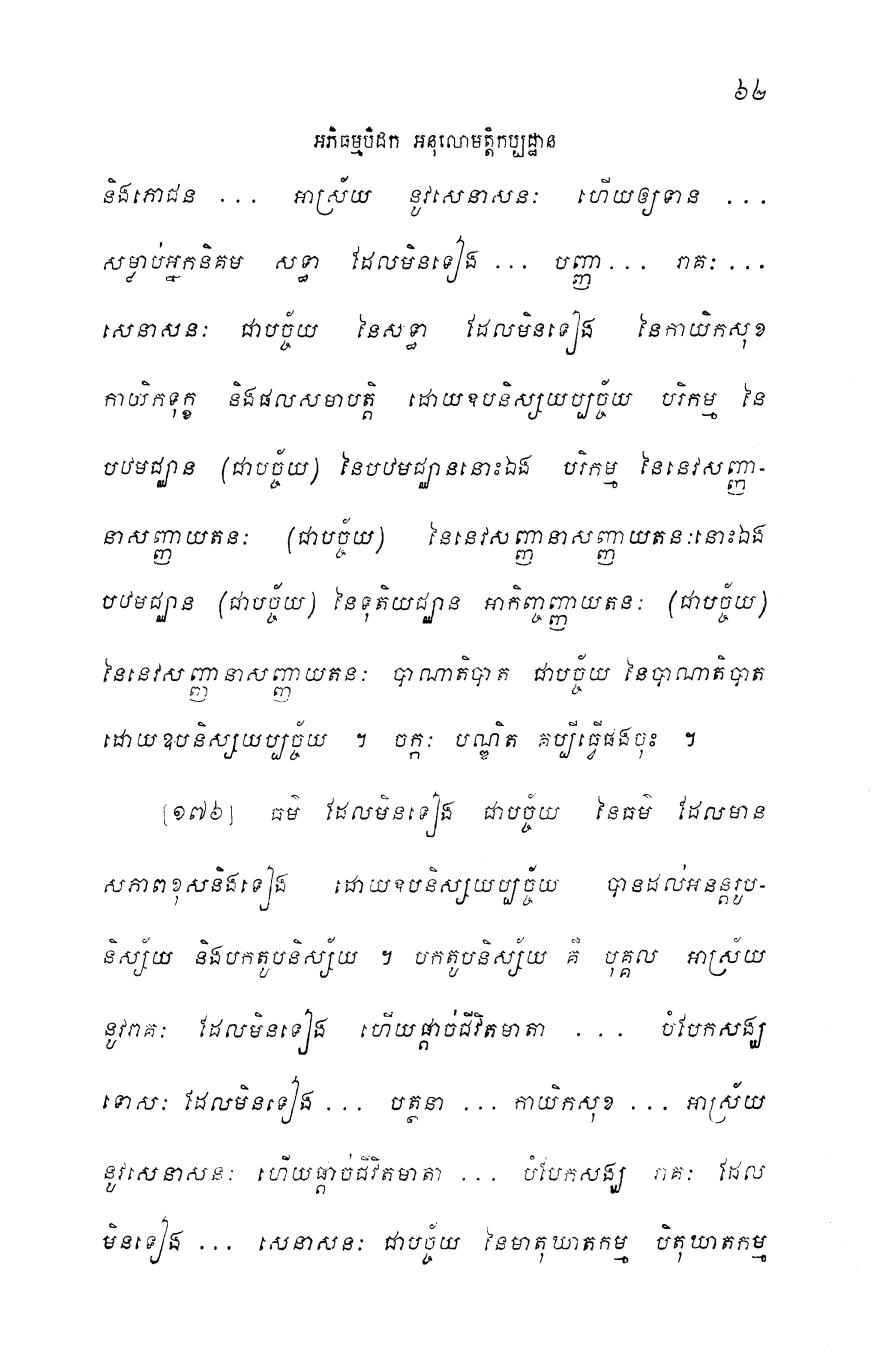 ៦២
អភិធម្មបិដក អនុលោមត្តិកប្បដ្ឋាន
និងភោជន ... អាស្រ័យ នូវសេនាសនៈ ហើយឲ្យទាន ...
សម្លាប់អ្នកនិគម សទ្ធា ដែលមិនទៀង ... បញ្ញា ... រាគៈ ...
សេនាសនៈ ជាបច្ច័យ នៃសទ្ធា ដែលមិនទៀង នៃកាយិកសុខ
កាយិកទុក្ខ និងផលសមាបត្តិ ដោយឧបនិស្សយប្បច្ច័យ បរិកម្ម នៃ
បឋមជ្ឈាន (ជាបច្ច័យ) នៃបឋមជ្ឈាននោះឯង បរិកម្ម នៃនេវសញ្ញា-
នាសញ្ញាយតនៈ (ជាបច្ច័យ) នៃនេវសញ្ញានាសញ្ញាយតនៈនោះឯង
បឋមជ្ឈាន (ជាបច្ច័យ) នៃទុតិយជ្ឈាន អាកិញ្ចញ្ញាយតនៈ (ជាបច្ច័យ)
នៃនេវសញ្ញានាសញ្ញាយតនៈ បាណាតិបាត ជាបច្ច័យ នៃបាណាតិបាត
ដោយឧបនិស្សយប្បច្ច័យ ។ ចក្កៈ បណ្ឌិត គប្បីធ្វើផងចុះ ។
[១៧៦] ធម៌ ដែលមិនទៀង ជាបច្ច័យ នៃធម៌ ដែលមាន
សភាពខុសនិងទៀង ដោយឧបនិស្សយប្បច្ច័យ បានដល់អនន្តរូប-
និស្ស័យ និងបកតូបនិស្ស័យ ។ បកតូបនិស្ស័យ គឺ បុគ្គល អាស្រ័យ
នូវរាគៈ ដែលមិនទៀង ហើយផ្តាច់ជីវិតមាតា ... បំបែកសង្ឃ
ទោសៈ ដែលមិនទៀង ... បត្ថនា ... កាយិកសុខ ... អាស្រ័យ
នូវសេនាសនៈ ហើយផ្តាច់ជីវិតមាតា ... បំបែកសង្ឃ រាគៈ ដែល
មិនទៀង ... សេនាសនៈ ជាបច្ច័យ នៃមាតុឃាតកម្ម បិតុឃាតកម្ម